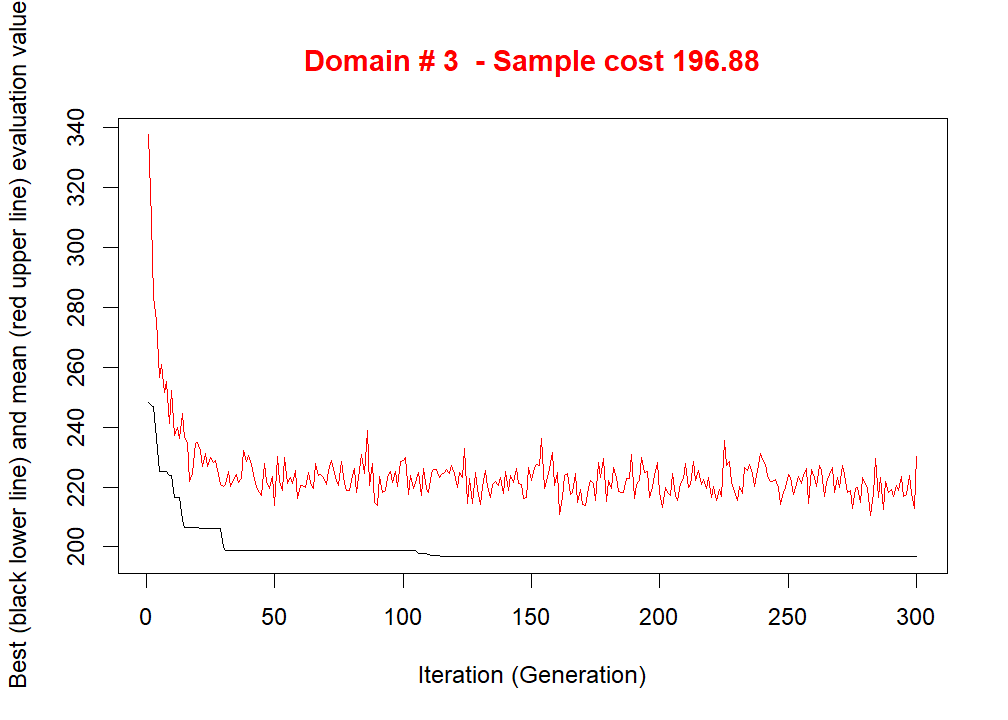 Domain # 3  - Sample cost 196.88
Best (black lower line) and mean (red upper line) evaluation value
340
320
300
280
260
240
220
200
0 50 100 150 200 250 300
Iteration (Generation)